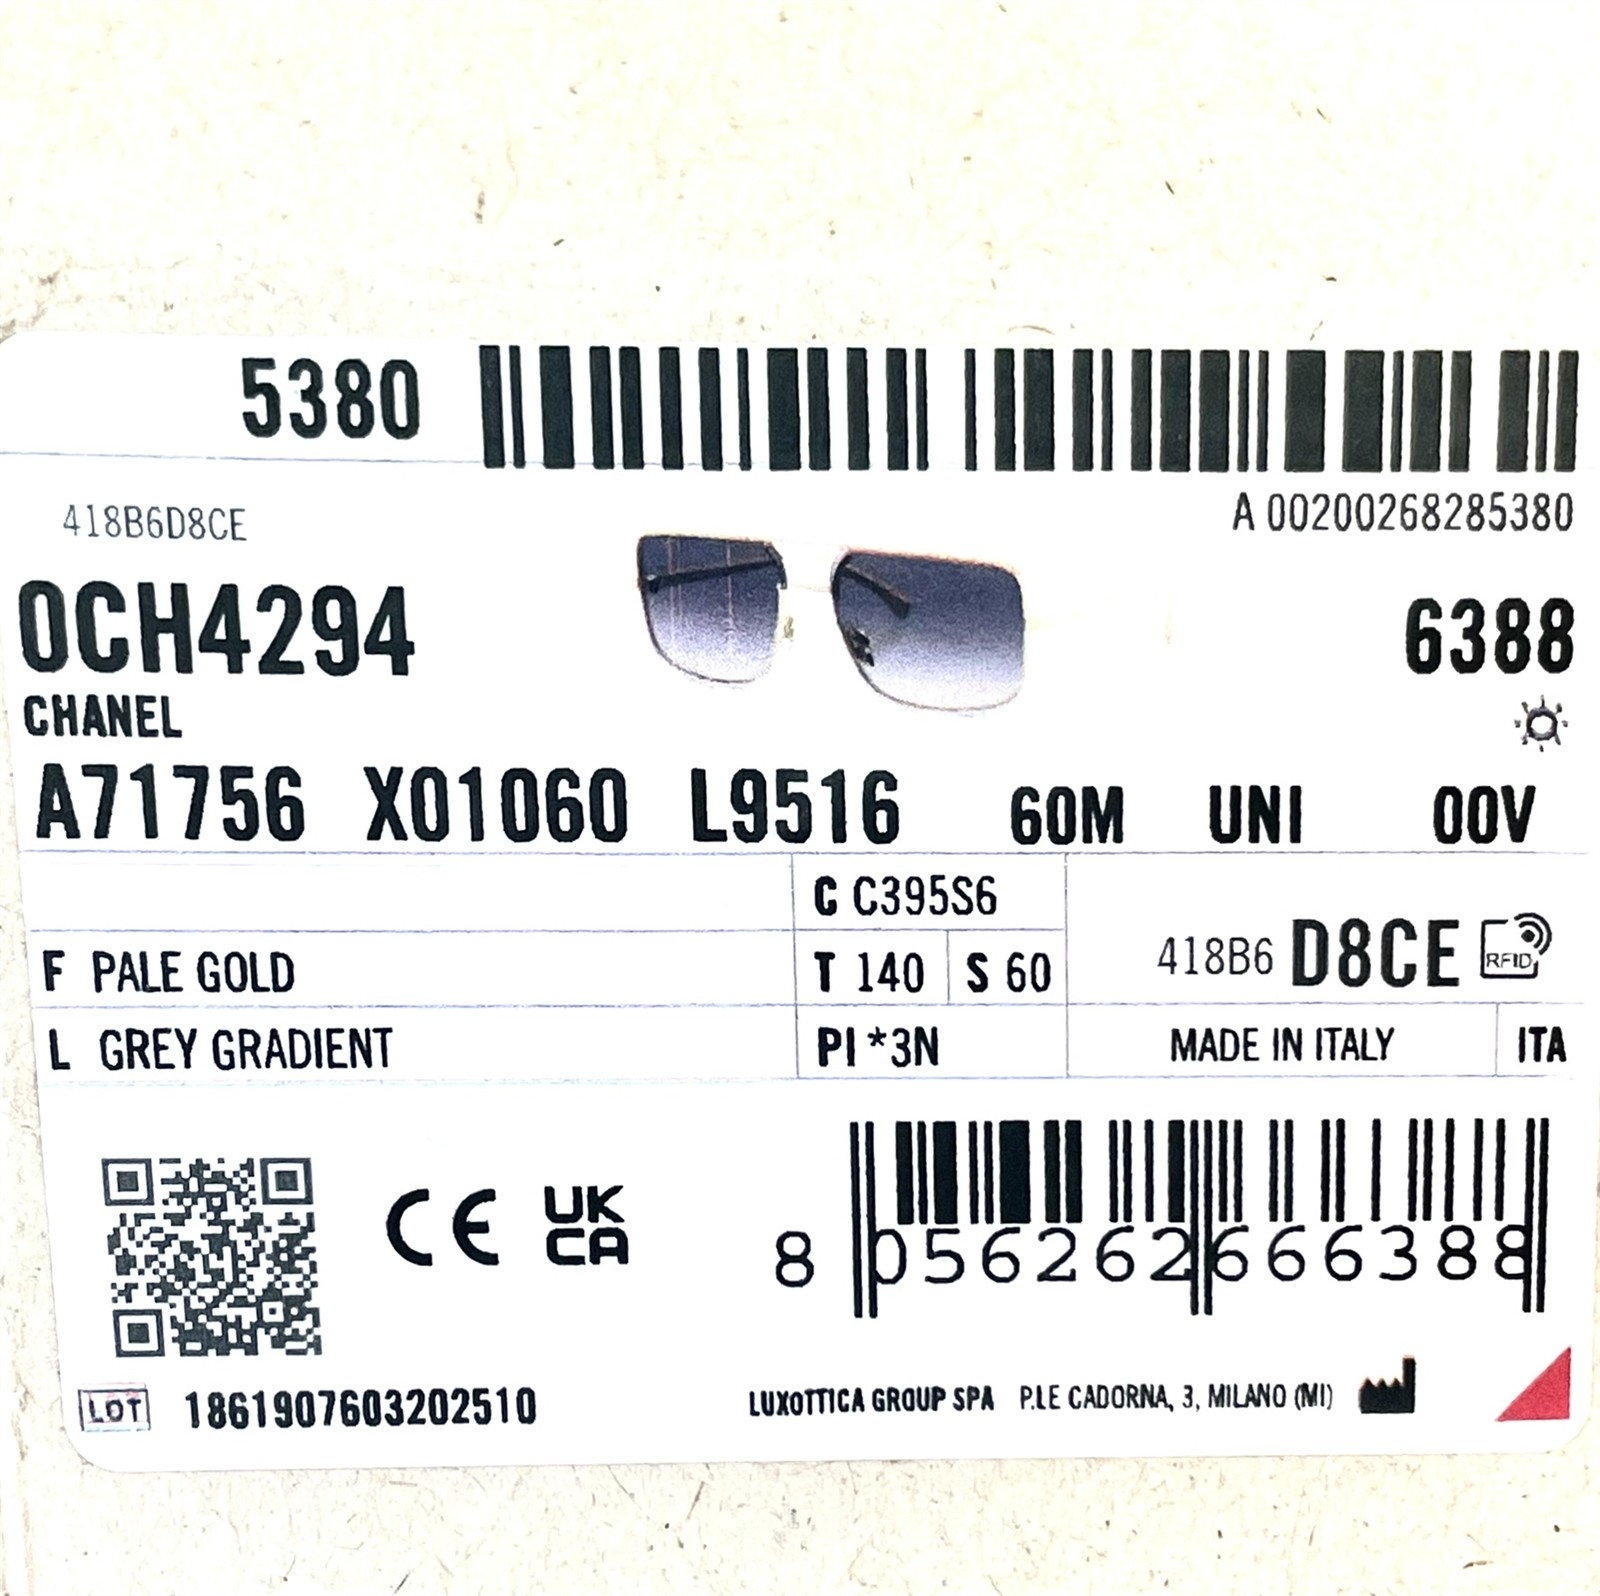 5380
A 00200268285380
418B6D8CE
0CH4294
6388
CHANEL
A71756 X01060 L9516 60M UNI 00V
C C395S6
F PALE GOLD T 140 S 60
418B6 D8CE RFID
L GREY GRADIENT PI *3N MADE IN ITALY ITA
CE UK CA
8 056262 666388
LOT 1861907603202510
LUXOTTICA GROUP SPA P.LE CADORNA, 3, MILANO (MI)